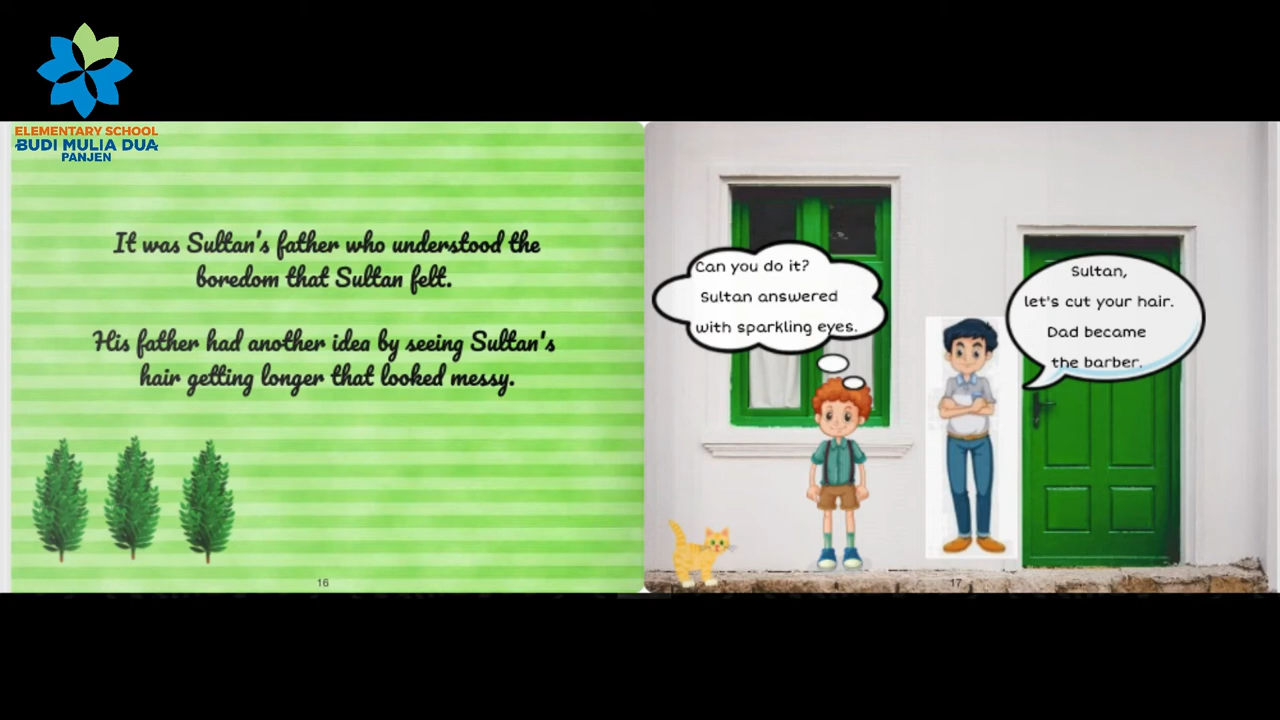 ELEMENTARY SCHOOL
BUDI MULIA DUA
PANJEN
It was Sultan's father who understood the
boredom that Sultan felt.
His father had another idea by seeing Sultan's
hair getting longer that looked messy.
16
Can you do it?
Sultan answered
with sparkling eyes.
Sultan,
let's cut your hair.
Dad became
the barber.
17